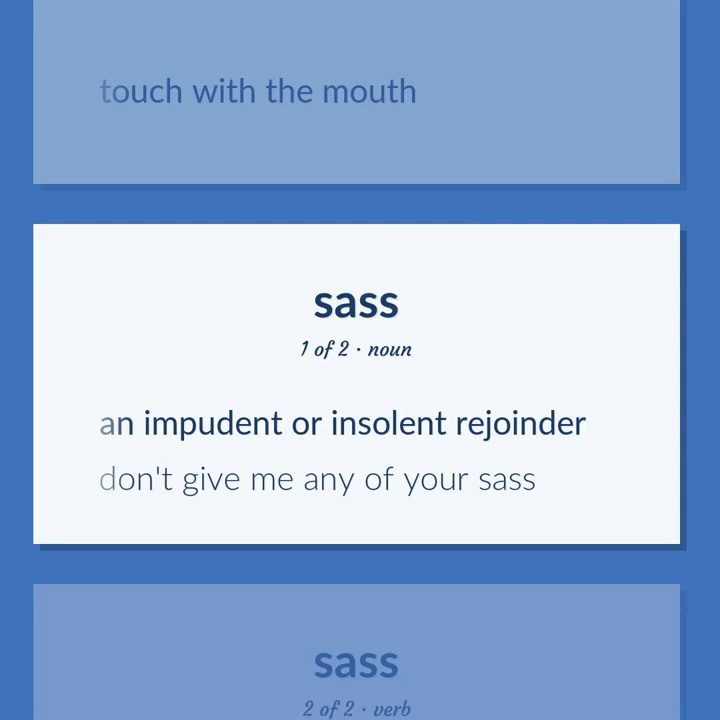 touch with the mouth
sass
1 of 2 · noun
an impudent or insolent rejoinder
don't give me any of your sass
sass
2 of 2 · verb